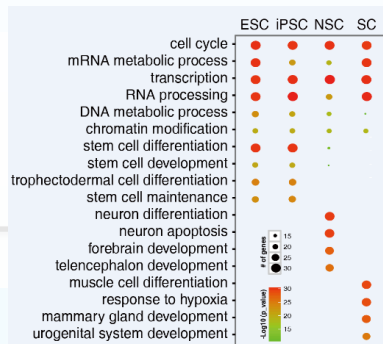 ESC iPSC NSC SC
cell cycle
mRNA metabolic process
transcription
RNA processing
DNA metabolic process
chromatin modification
stem cell differentiation
stem cell development
trophectodermal cell differentiation
stem cell maintenance
neuron differentiation
neuron apoptosis
forebrain development
telencephalon development
muscle cell differentiation
response to hypoxia
mammary gland development
urogenital system development
# of genes
15
20
25
30
-Log10 (p_value)
30
25
20
15
10